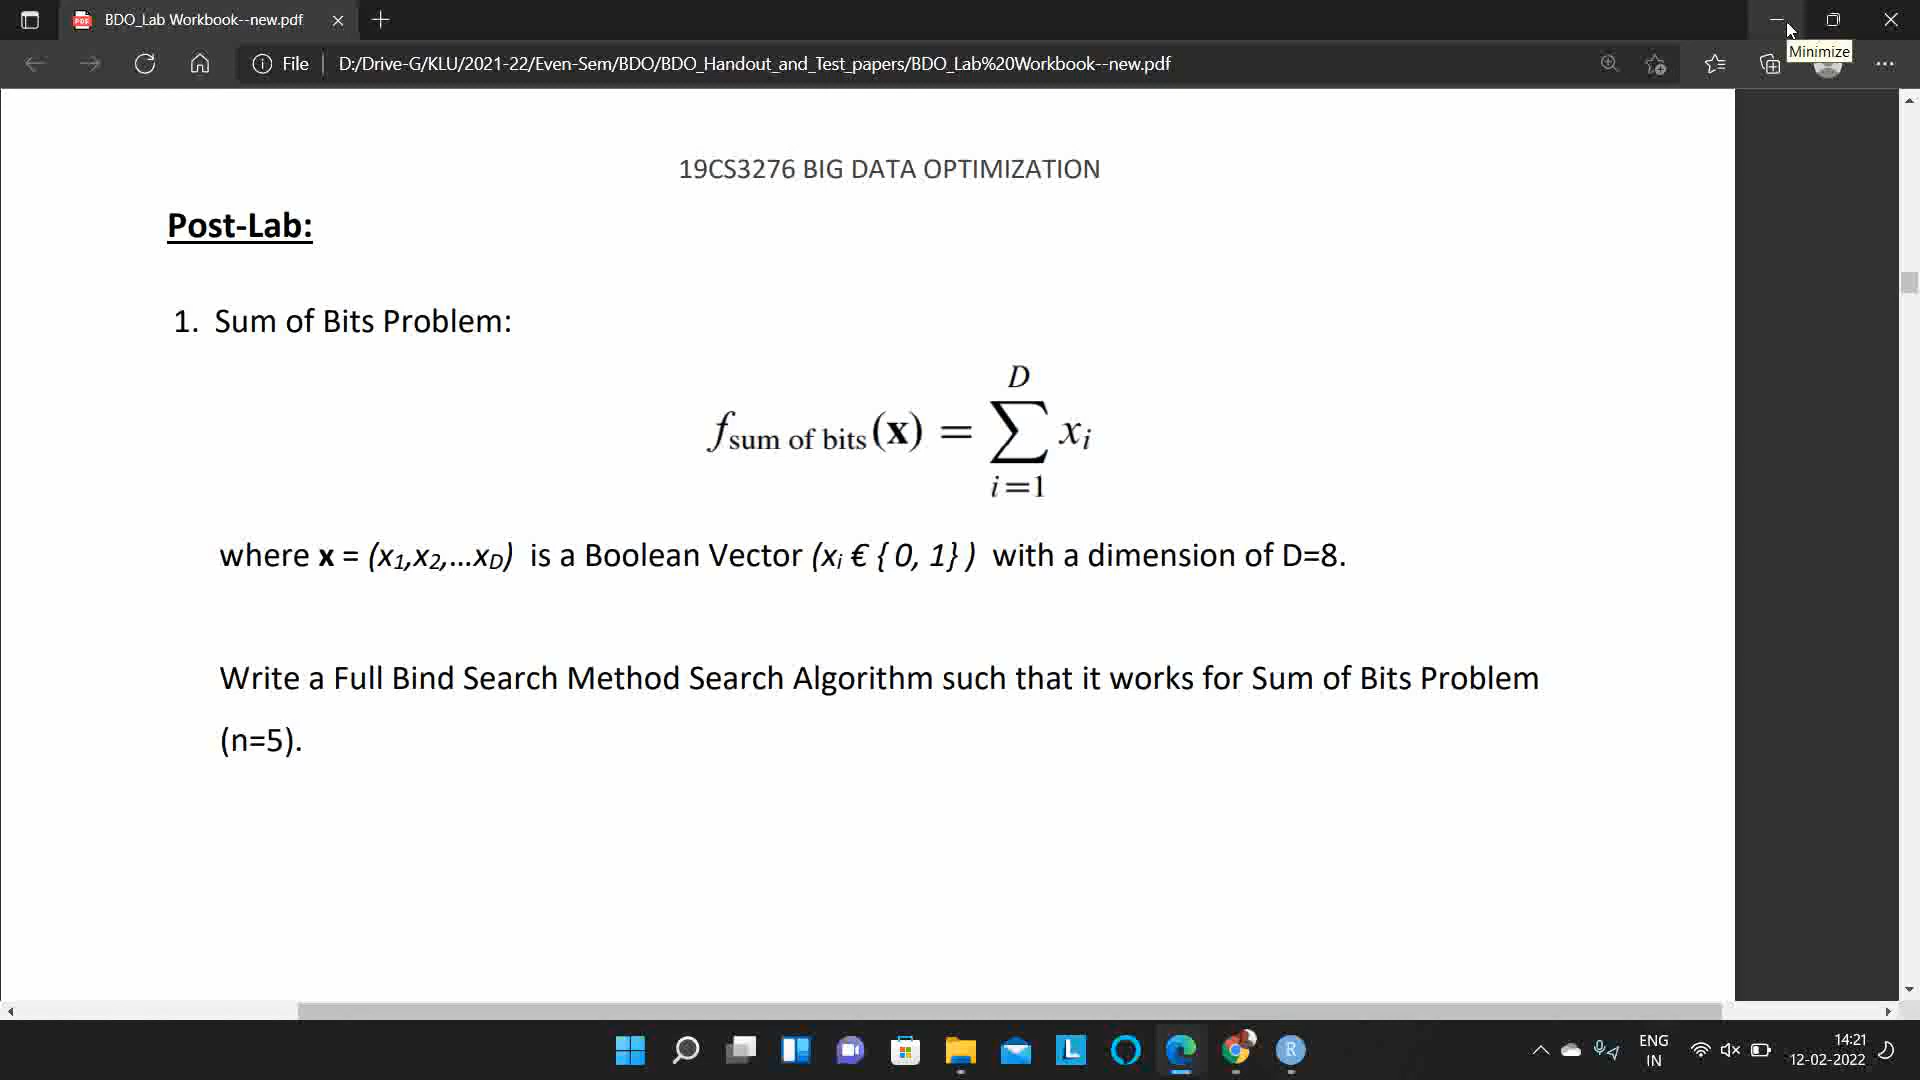 BDO_Lab Workbook--new.pdf
Minimize
File
D:/Drive-G/KLU/2021-22/Even-Sem/BDO/BDO_Handout_and_Test_papers/BDO_Lab%20Workbook--new.pdf
19CS3276 BIG DATA OPTIMIZATION
Post-Lab:
1. Sum of Bits Problem:
f sum of bits (x) = ∑ i=1 D xi
where x = (x1,x2,...xD) is a Boolean Vector (xi € { 0, 1} ) with a dimension of D=8.
Write a Full Bind Search Method Search Algorithm such that it works for Sum of Bits Problem
(n=5).
ENG
IN
14:21
12-02-2022